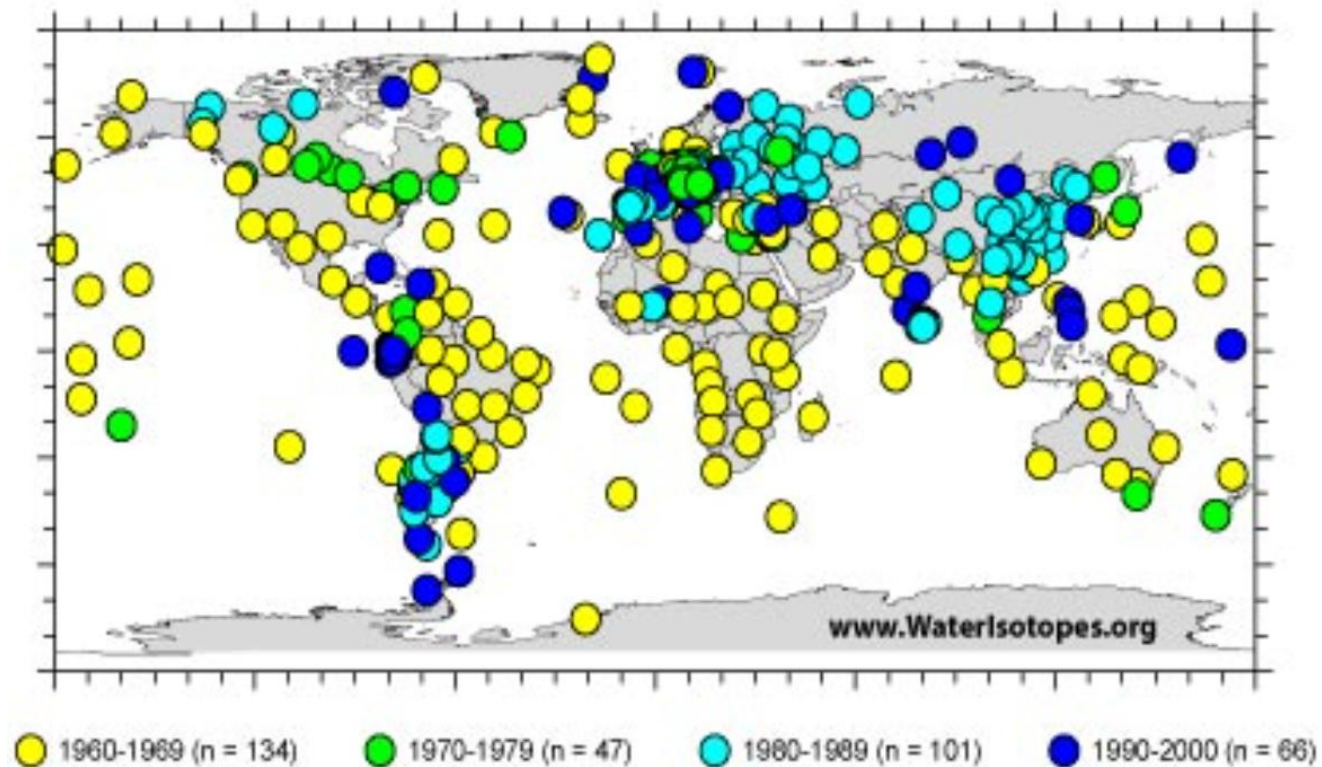 www.WaterIsotopes.org
1960-1969 (n = 134) 1970-1979 (n = 47) 1980-1989 (n = 101) 1990-2000 (n = 66)